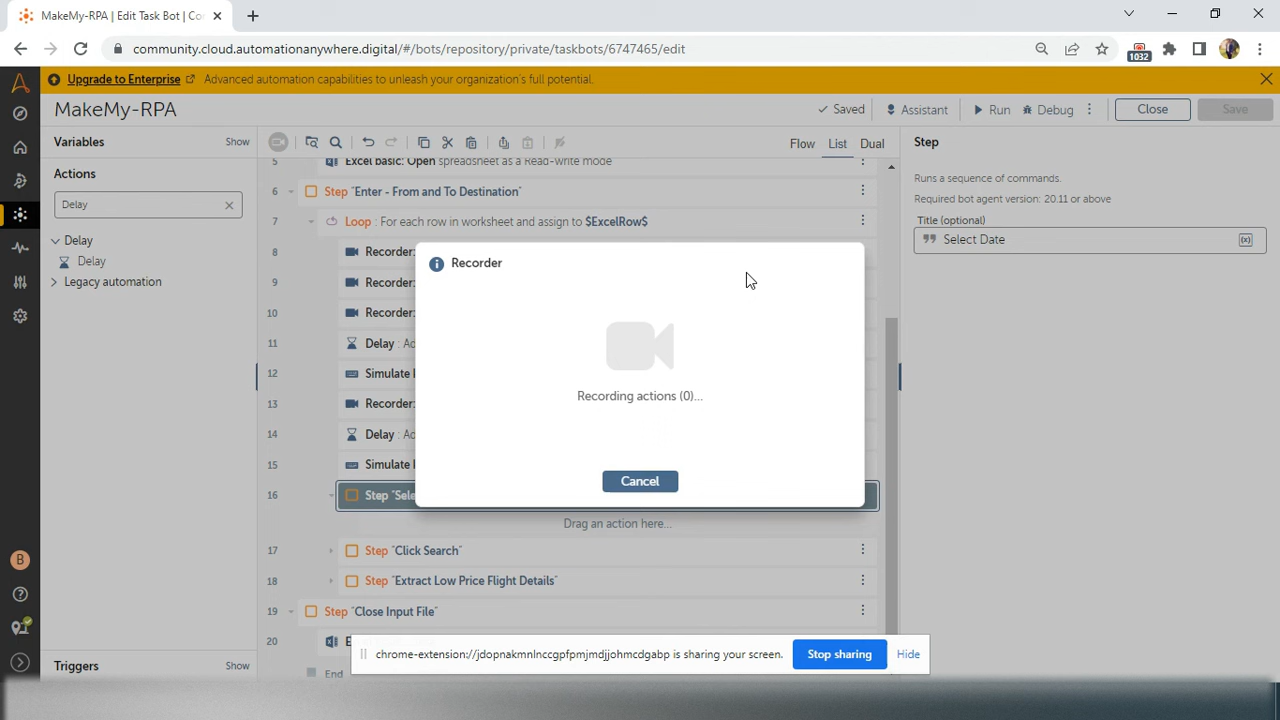 MakeMy-RPA | Edit Task Bot | Co
community.cloud.automationanywhere.digital/#/bots/repository/private/taskbots/6747465/edit
1032
Upgrade to Enterprise Advanced automation capabilities to unleash your organization's full potential.
MakeMy-RPA
Saved
Assistant
Run
Debug
Close
Save
Variables
Show
Flow
List
Dual
Step
Actions
Delay
Delay
Delay
Legacy automation
5 Excel basic: Open spreadsheet as a Read-write mode
6 Step "Enter - From and To Destination"
7 Loop : For each row in worksheet and assign to $ExcelRow$
8 Recorder:
9 Recorder:
10 Recorder:
11 Delay : Ad
12 Simulate
13 Recorder:
14 Delay : Ad
15 Simulate
16 Step "Sele
Drag an action here...
17 Step "Click Search"
18 Step "Extract Low Price Flight Details"
19 Step "Close Input File"
20 E
End
Recorder
Recording actions (0)...
Cancel
Runs a sequence of commands.
Required bot agent version: 20.11 or above
Title (optional)
Select Date
(x)
B
Triggers
Show
chrome-extension://jdopnakmnlnccgpfpmjmdjjohmcdgabp is sharing your screen.
Stop sharing
Hide